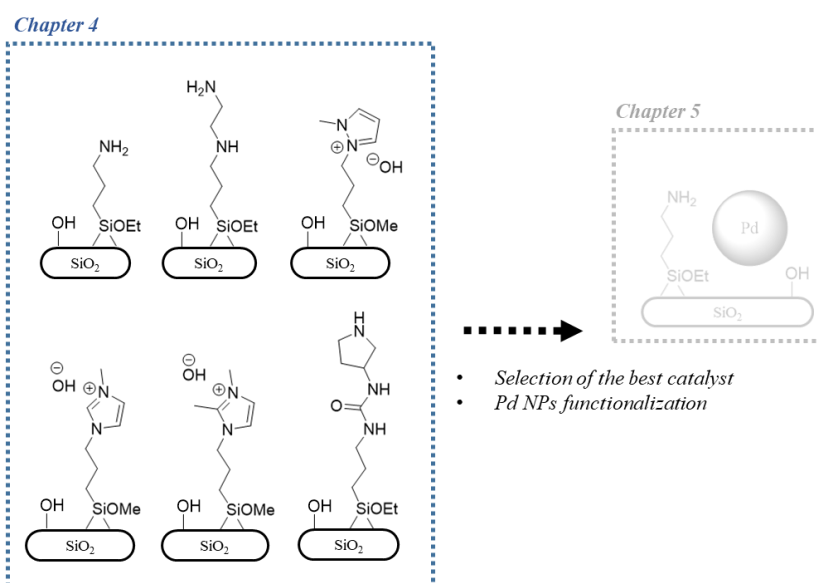 Chapter 4
NH2
OH
SiOEt
SiO2
H2N
NH
OH
SiOEt
SiO2
N
N
⊕
⊖OH
OH
SiOMe
SiO2
⊖
OH
⊕
N
N
OH
SiOMe
SiO2
⊖
OH
⊕
N
N
OH
SiOMe
SiO2
H
N
NH
O
NH
OH
SiOEt
SiO2
• Selection of the best catalyst
• Pd NPs functionalization
Chapter 5
NH2
Pd
SiOEt
OH
SiO2